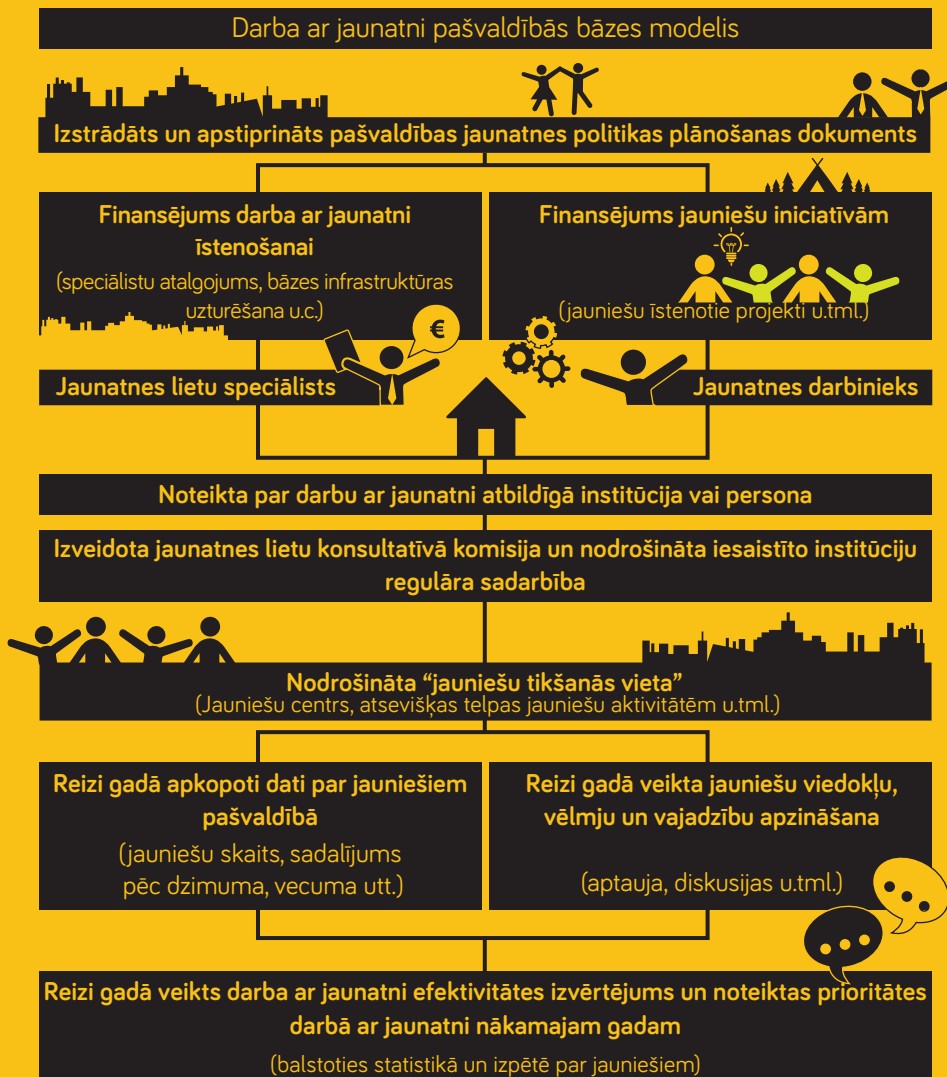 Darba ar jaunatni pašvaldībās bāzes modelis
Izstrādāts un apstiprināts pašvaldības jaunatnes politikas plānošanas dokuments
Finansējums darba ar jaunatni
īstenošanai
(speciālistu atalgojums, bāzes infrastruktūras
uzturēšana u.c.)
Finansējums jauniešu iniciatīvām
(jauniešu īstenotie projekti u.tml.)
€
Jaunatnes lietu speciālists
Jaunatnes darbinieks
Noteikta par darbu ar jaunatni atbildīgā institūcija vai persona
Izveidota jaunatnes lietu konsultatīvā komisija un nodrošināta iesaistīto institūciju
regulāra sadarbība
Nodrošināta “jauniešu tikšanās vieta”
(Jauniešu centrs, atsevišķas telpas jauniešu aktivitātēm u.tml.)
Reizi gadā apkopoti dati par jauniešiem
pašvaldībā
(jauniešu skaits, sadalījums
pēc dzimuma, vecuma utt.)
Reizi gadā veikta jauniešu viedokļu,
vēlmju un vajadzību apzināšana
(aptauja, diskusijas u.tml.)
Reizi gadā veikts darba ar jaunatni efektivitātes izvērtējums un noteiktas prioritātes
darbā ar jaunatni nākamajam gadam
(balstoties statistikā un izpētē par jauniešiem)